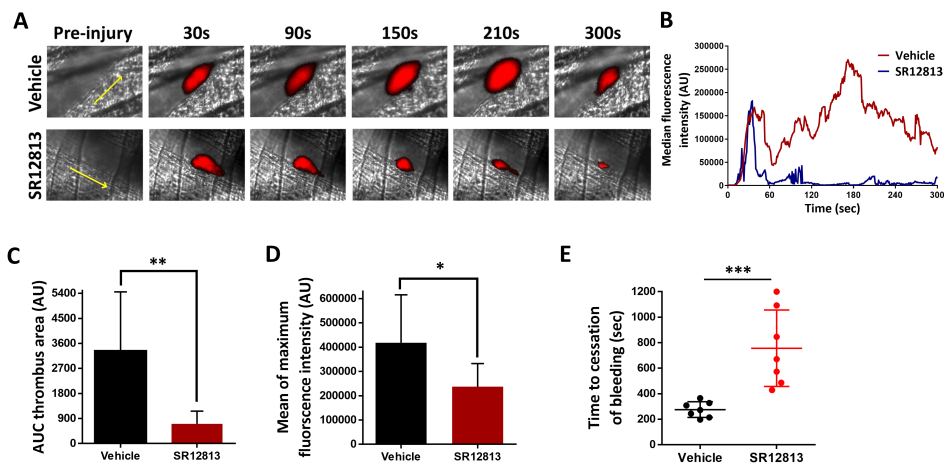 A
Pre-injury 30s 90s 150s 210s 300s
Vehicle
SR12813
B
Median fluorescence
intensity (AU)
300000
250000
200000
150000
100000
50000
0
0 60 120 180 240 300
Time (sec)
Vehicle
SR12813
C
AUC thrombus area (AU)
5400
4500
3600
2700
1800
900
0
**
Vehicle SR12813
D
Mean of maximum
fluorescence intensity (AU)
600000
500000
400000
300000
200000
100000
0
*
Vehicle SR12813
E
Time to cessation
of bleeding (sec)
1200
1000
800
600
400
200
0
***
Vehicle SR12813